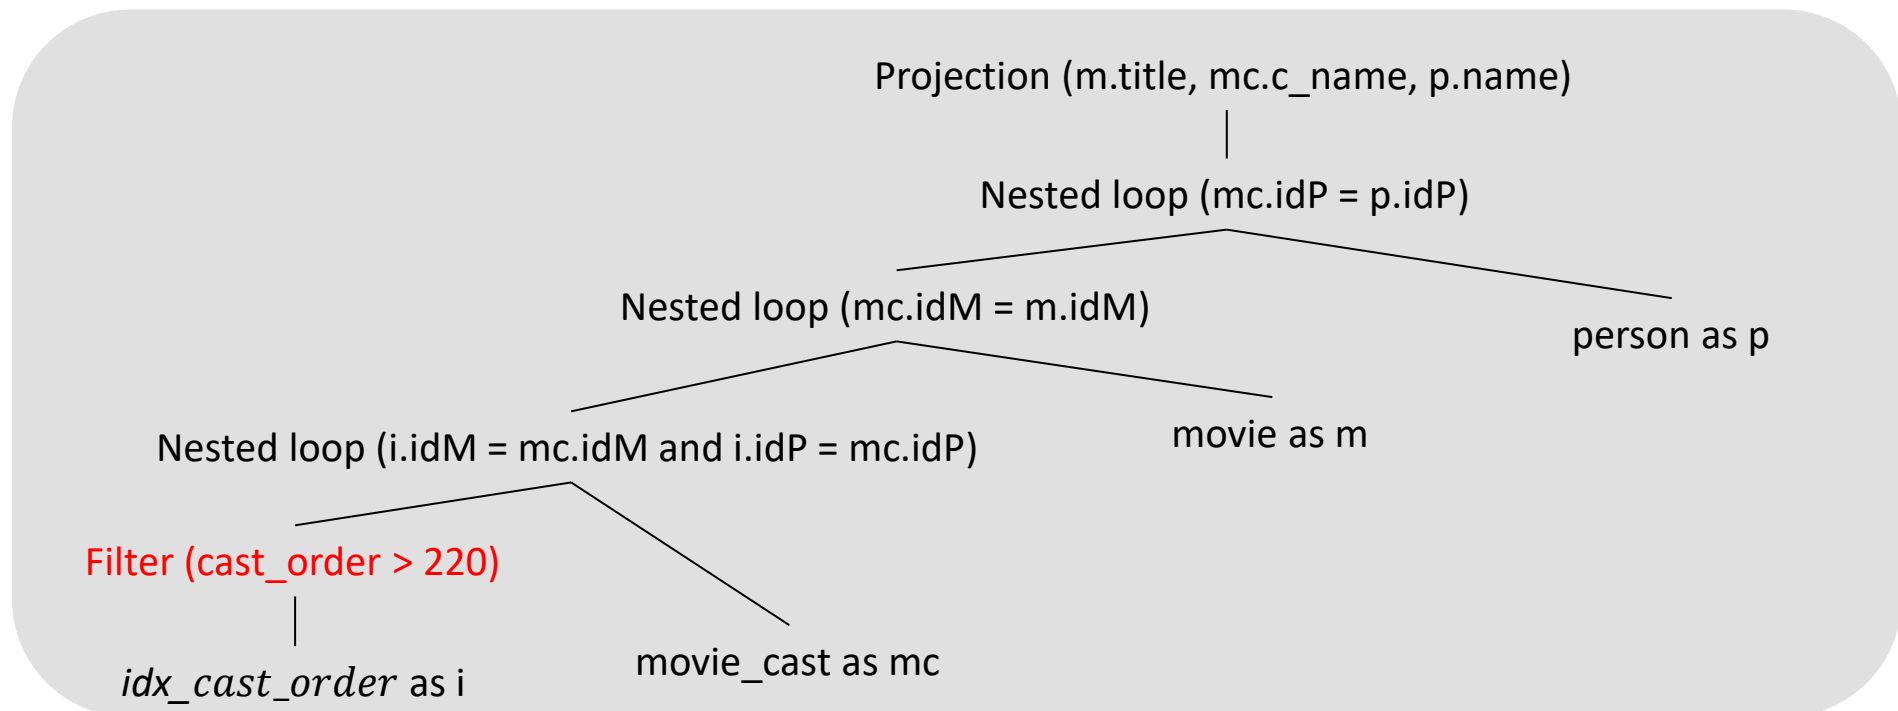 Projection (m.title, mc.c_name, p.name)
Nested loop (mc.idP = p.idP)
Nested loop (mc.idM = m.idM)
person as p
Nested loop (i.idM = mc.idM and i.idP = mc.idP)
movie as m
Filter (cast_order > 220)
idx_cast_order as i
movie_cast as mc